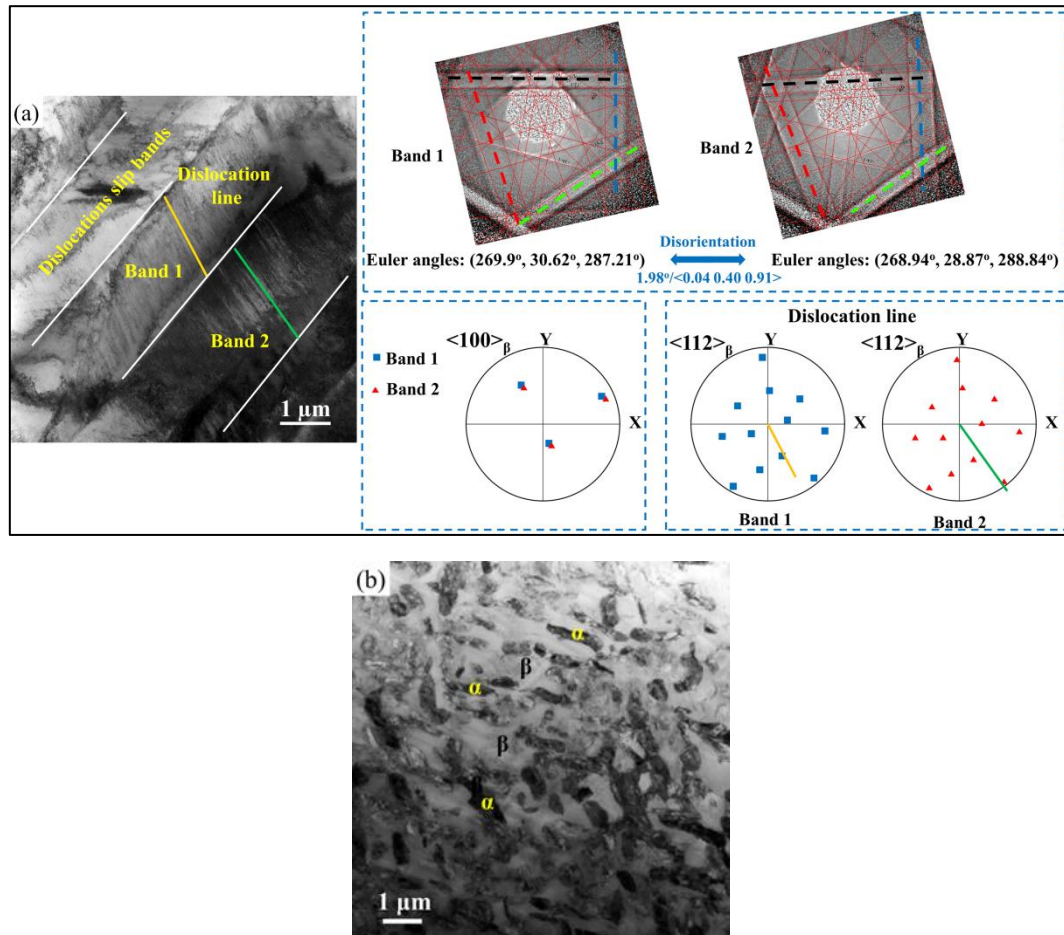 (a)
Dislocations slip bands
Dislocation
line
Band 1
Band 2
1 µm
Band 1
Band 2
Euler angles: (269.9°, 30.62°, 287.21°)
Disorientation
1.98°/<0.04 0.40 0.91>
Euler angles: (268.94°, 28.87°, 288.84°)
<100>β
Y
X
Band 1
Band 2
Dislocation line
<112>β
Y
X
Band 1
<112>β
Y
X
Band 2
(b)
α
β
α
β
α
1 µm